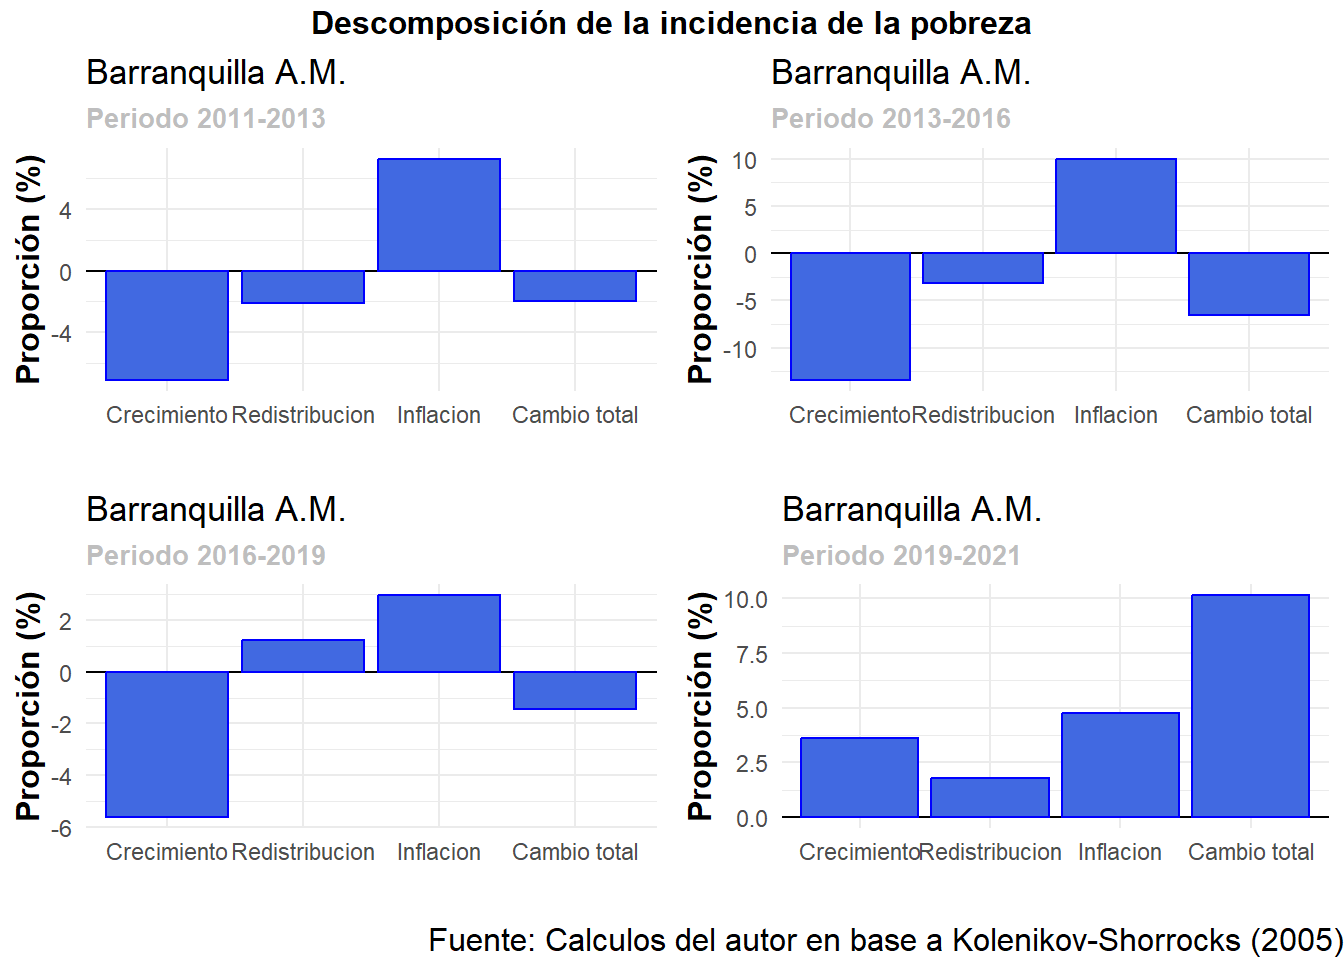 Descomposición de la incidencia de la pobreza
Barranquilla A.M.
Periodo 2011-2013
Proporción (%)
4
0
-4
Crecimiento Redistribucion Inflacion Cambio total
Barranquilla A.M.
Periodo 2013-2016
Proporción (%)
10
5
0
-5
-10
Crecimiento Redistribucion Inflacion Cambio total
Barranquilla A.M.
Periodo 2016-2019
Proporción (%)
2
0
-2
-4
-6
Crecimiento Redistribucion Inflacion Cambio total
Barranquilla A.M.
Periodo 2019-2021
Proporción (%)
10.0
7.5
5.0
2.5
0.0
Crecimiento Redistribucion Inflacion Cambio total
Fuente: Calculos del autor en base a Kolenikov-Shorrocks (2005)